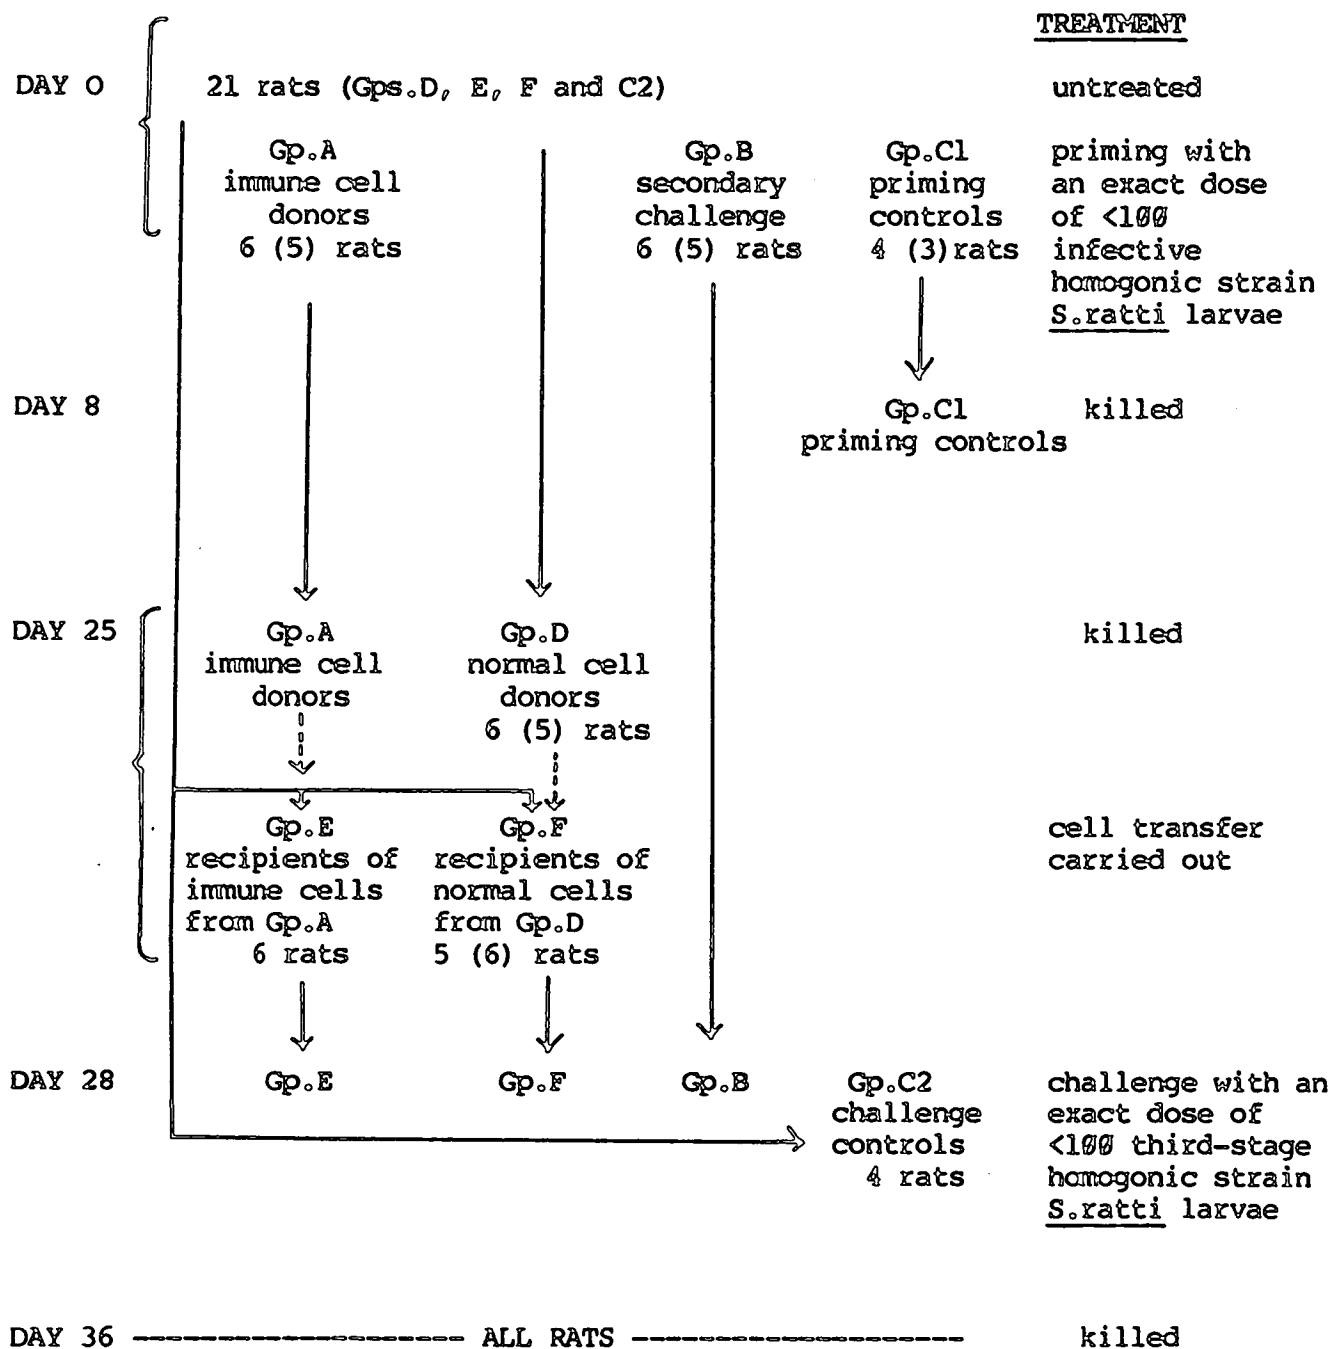 TREATMENT
DAY 0 21 rats (Gps.D, E, F and C2) untreated
Gp.A Gp.B Gp.C1 priming with
immune cell secondary priming an exact dose
donors challenge controls of <100
6 (5) rats 6 (5) rats 4 (3)rats infective
homogonic strain
S.ratti larvae
DAY 8 Gp.C1 killed
priming controls
DAY 25 Gp.A Gp.D killed
immune cell normal cell
donors donors
6 (5) rats
Gp.E Gp.F cell transfer
recipients of recipients of carried out
immune cells normal cells
from Gp.A from Gp.D
6 rats 5 (6) rats
DAY 28 Gp.E Gp.F Gp.B Gp.C2 challenge with an
challenge exact dose of
controls <100 third-stage
4 rats homogonic strain
S.ratti larvae
DAY 36 ---------------- ALL RATS ---------------- killed